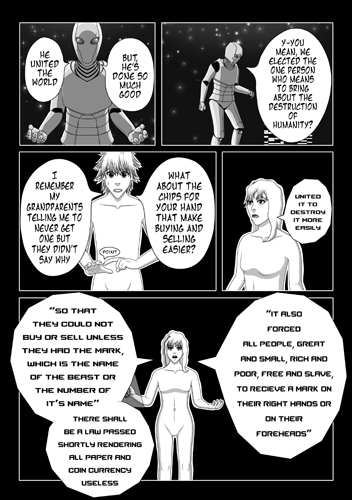 HE
UNITED
THE
WORLD
BUT,
HE'S
DONE SO
MUCH
GOOD
Y-YOU
MEAN, WE
ELECTED THE
ONE PERSON
WHO MEANS
TO BRING
ABOUT THE
DESTRUCTION
OF
HUMANITY?
I
REMEMBER
MY
GRANDPARENTS
TELLING ME TO
NEVER GET
ONE BUT
THEY DIDN'T
SAY WHY
WHAT
ABOUT THE
CHIPS FOR
YOUR HAND
THAT MAKE
BUYING AND
SELLING
EASIER?
POINT
UNITED
IT TO
DESTROY
IT MORE
EASILY
"SO THAT
THEY COULD NOT
BUY OR SELL UNLESS
THEY HAD THE MARK,
WHICH IS THE NAME
OF THE BEAST OR
THE NUMBER OF
IT'S NAME"
THERE SHALL
BE A LAW PASSED
SHORTLY RENDERING
ALL PAPER AND
COIN CURRENCY
USELESS
"IT ALSO
FORCED
ALL PEOPLE, GREAT
AND SMALL, RICH AND
POOR, FREE AND SLAVE,
TO RECIEVE A MARK ON
THEIR RIGHT HANDS OR
ON THEIR
FOREHEADS"